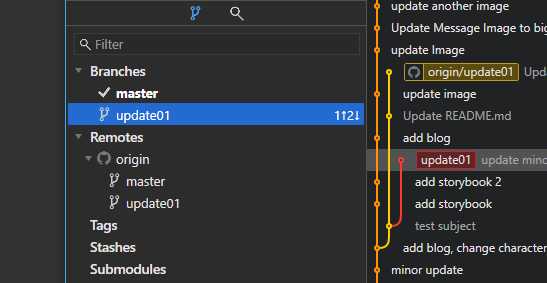 Filter
Branches
master
update01 1↑2↓
Remotes
origin
master
update01
Tags
Stashes
Submodules
update another image
Update Message Image to big
update Image
origin/update01 Upd
update image
Update README.md
add blog
update01 update mino
add storybook 2
add storybook
test subject
add blog, change character
minor update